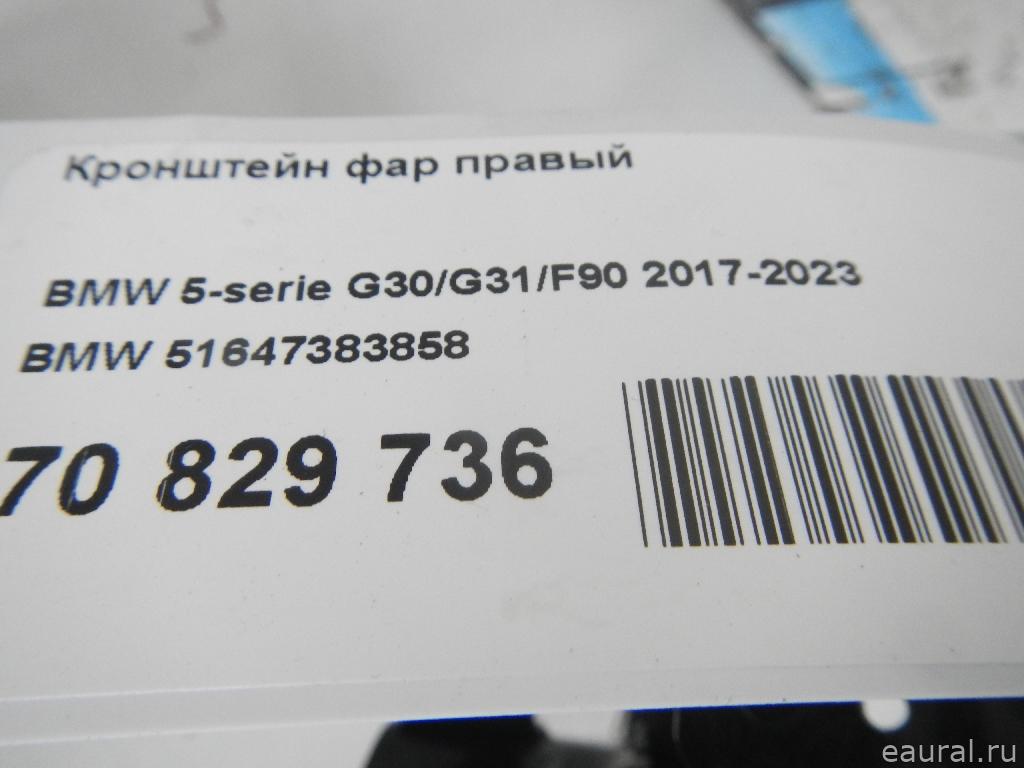 Кронштейн фар правый
BMW 5-serie G30/G31/F90 2017-2023
BMW 51647383858
70 829 736
eaural.ru